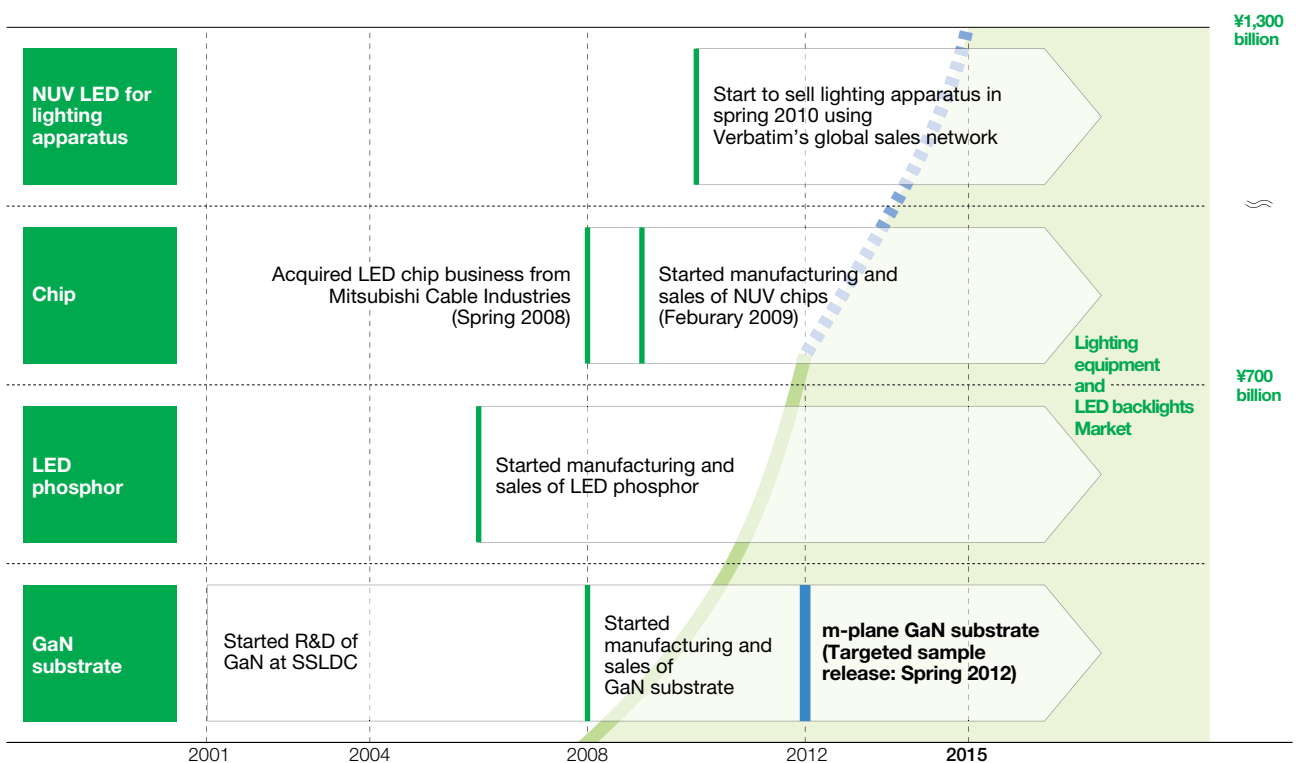 ¥1,300
billion
NUV LED for
lighting
apparatus
Start to sell lighting apparatus in
spring 2010 using
Verbatim's global sales network
Chip
Acquired LED chip business from
Mitsubishi Cable Industries
(Spring 2008)
Started manufacturing and
sales of NUV chips
(Feburary 2009)
Lighting
equipment
and
LED backlights
Market
¥700
billion
LED
phosphor
Started manufacturing and
sales of LED phosphor
GaN
substrate
Started R&D of
GaN at SSLDC
Started
manufacturing and
sales of
GaN substrate
m-plane GaN substrate
(Targeted sample
release: Spring 2012)
2001
2004
2008
2012
2015